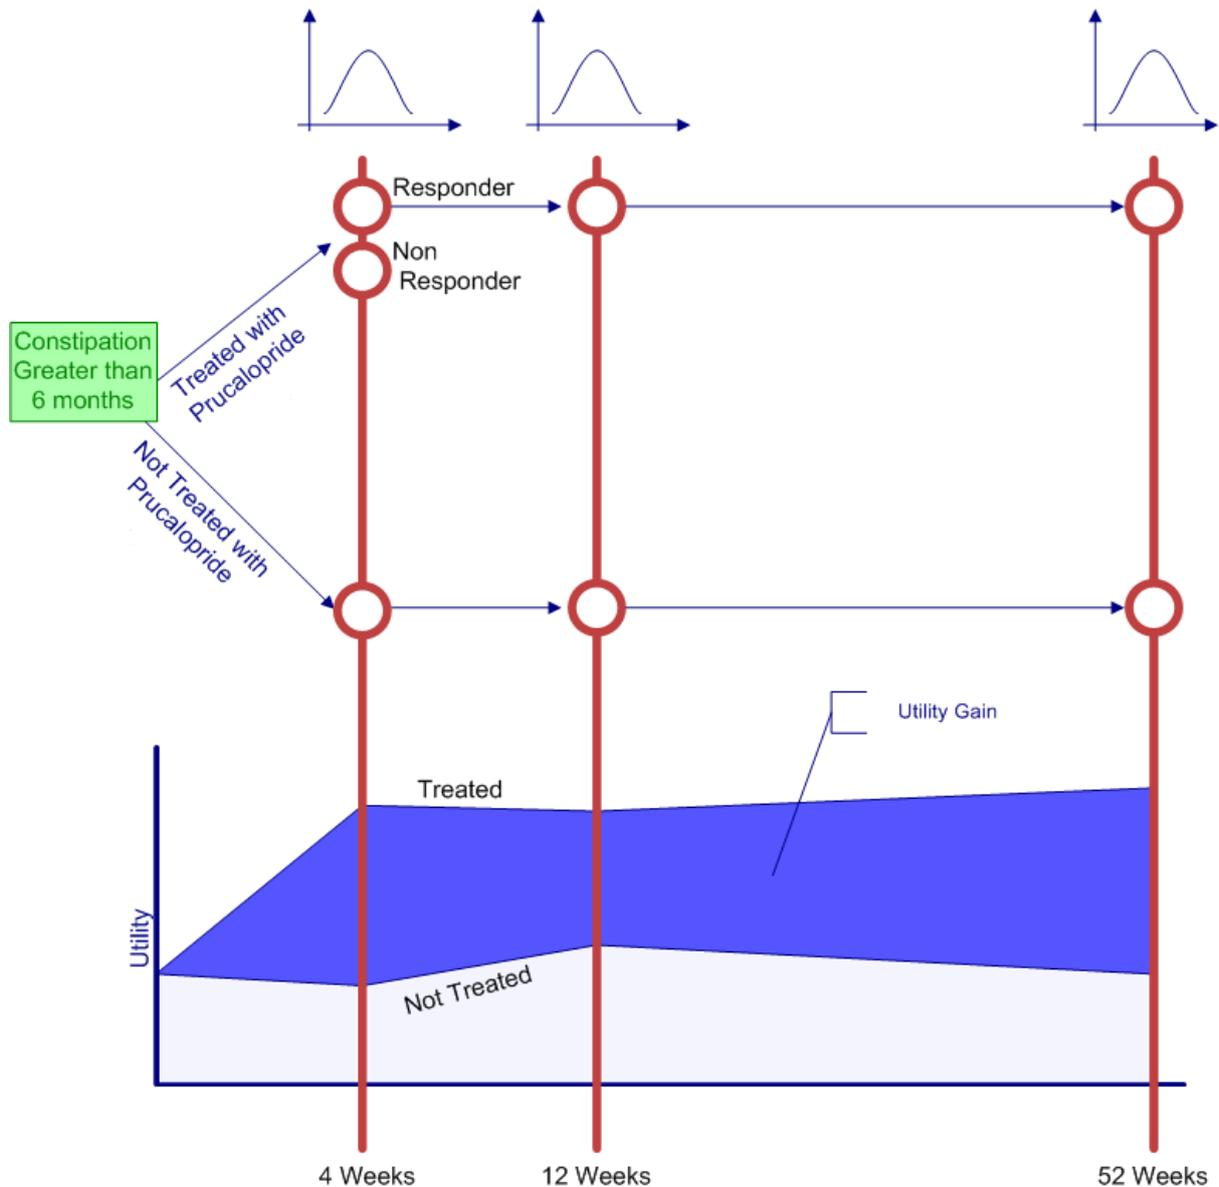 Responder
Non
Responder
Constipation
Greater than
6 months
Treated with
Prucalopride
Not Treated with
Prucalopride
Utility Gain
Treated
Utility
Not Treated
4 Weeks
12 Weeks
52 Weeks